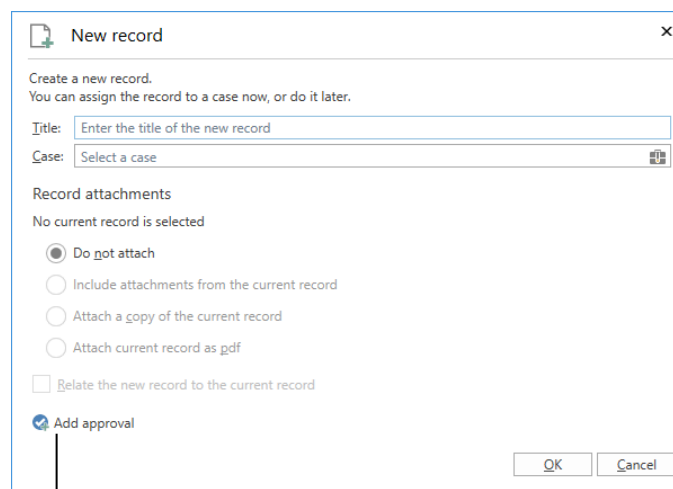 New record
Create a new record.
You can assign the record to a case now, or do it later.
Title: Enter the title of the new record
Case: Select a case
Record attachments
No current record is selected
Do not attach
Include attachments from the current record
Attach a copy of the current record
Attach current record as pdf
Relate the new record to the current record
Add approval
OK Cancel